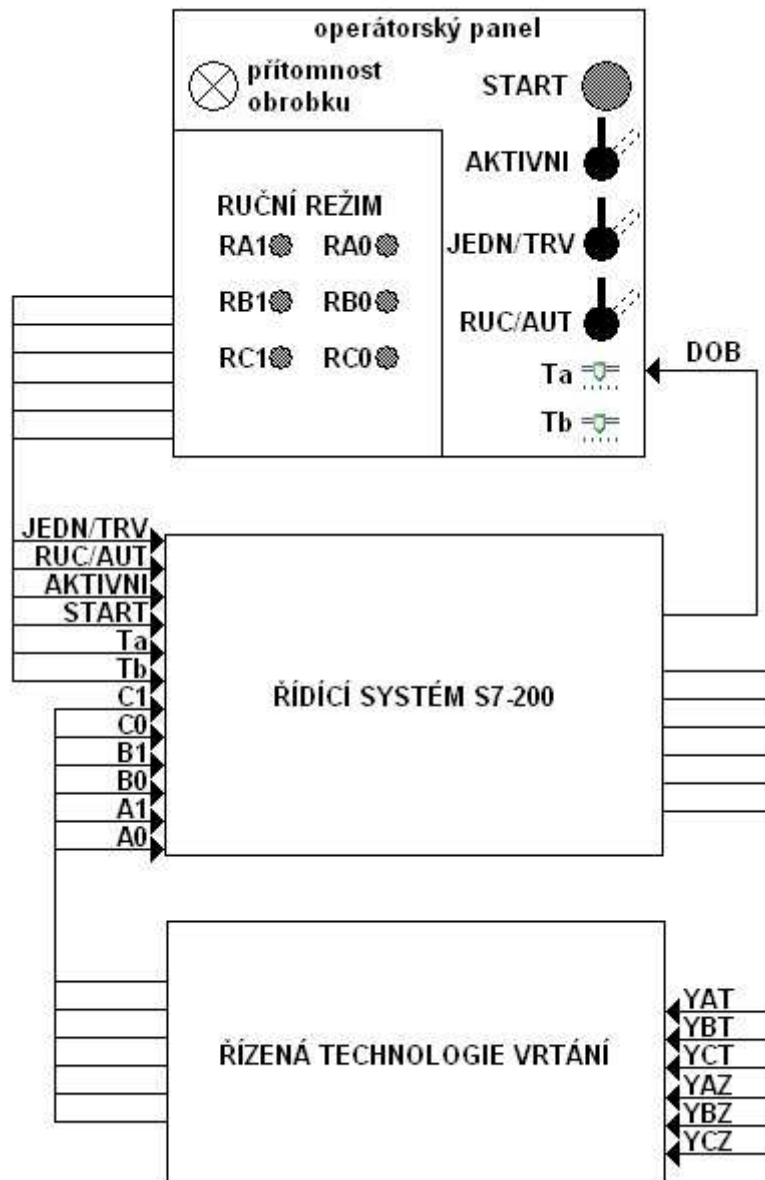 operátorský panel
přítomnost
obrobku
START
AKTIVNI
RUČNÍ REŽIM
RA1 RA0
JEDN/TRV
RB1 RB0
RUC/AUT
RC1 RC0
DOB
Ta
Tb
JEDN/TRV
RUC/AUT
AKTIVNI
START
Ta
Tb
C1
C0
B1
B0
A1
A0
ŘÍDÍCÍ SYSTÉM S7-200
ŘÍZENÁ TECHNOLOGIE VRTÁNÍ
YAT
YBT
YCT
YAZ
YBZ
YCZ